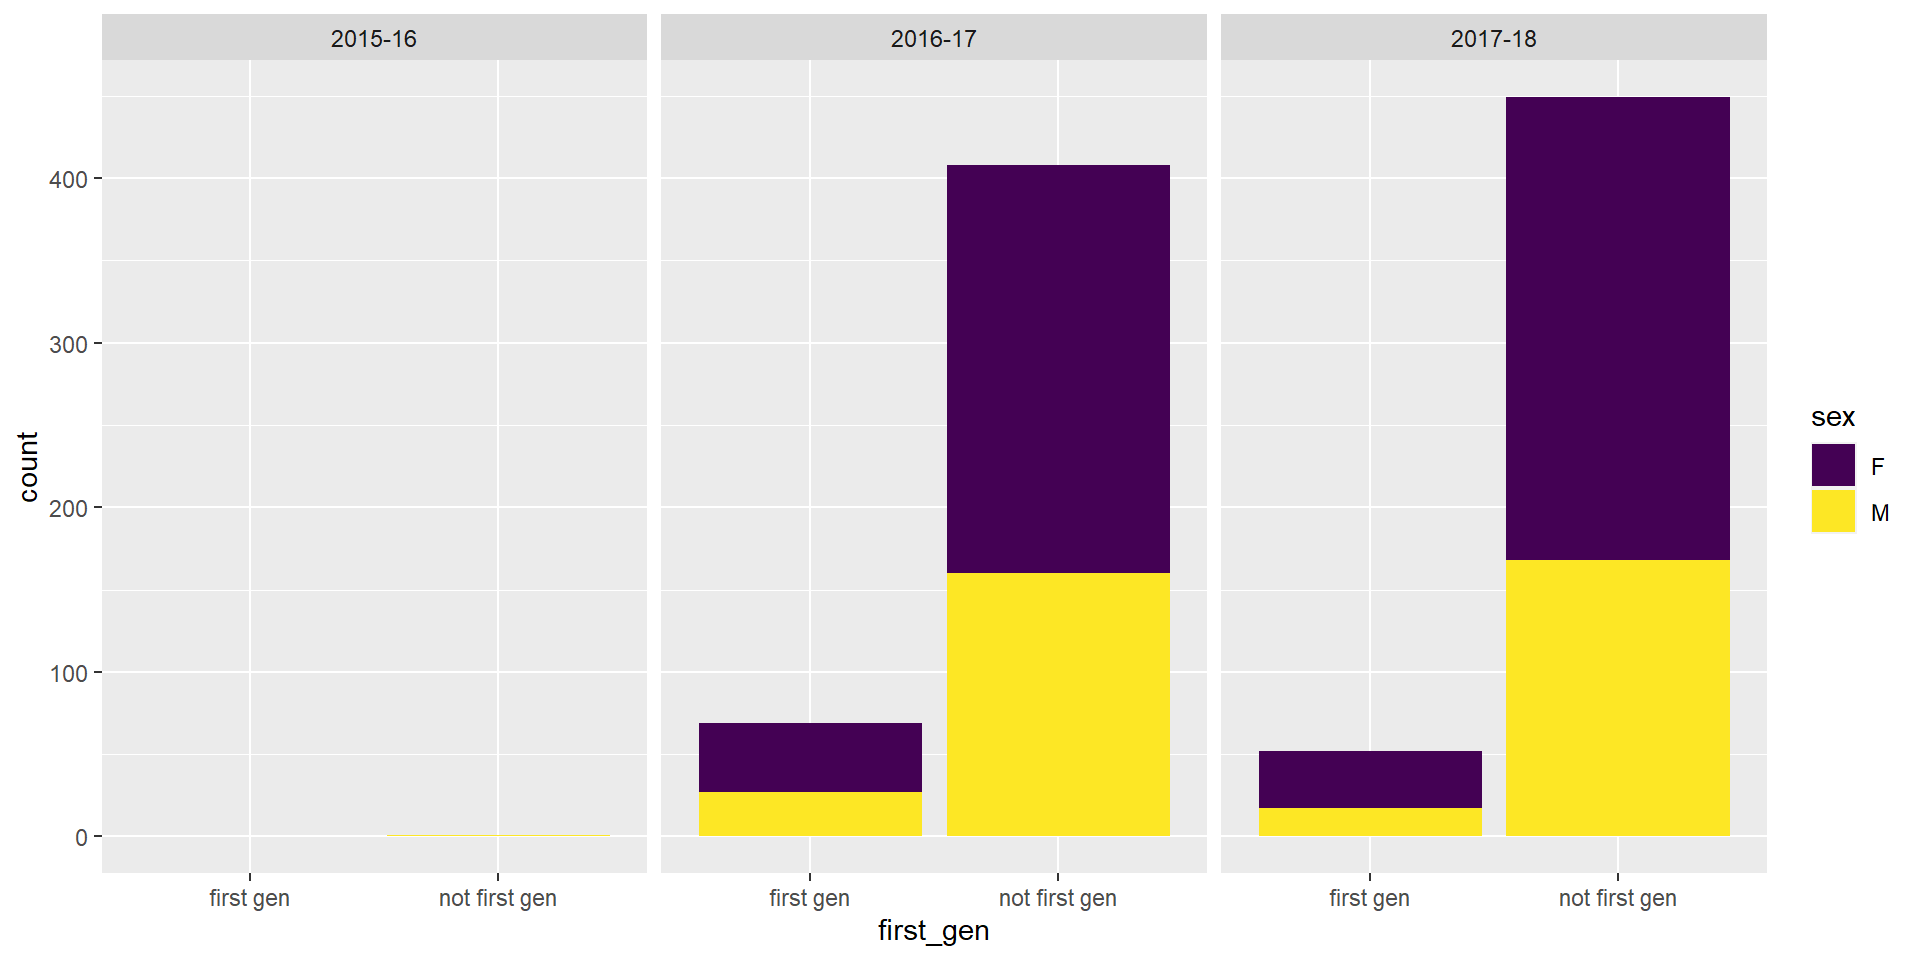 2015-16 2016-17 2017-18
400
300
200
100
0
count
first gen not first gen first gen not first gen first gen not first gen
first_gen
sex
F
M